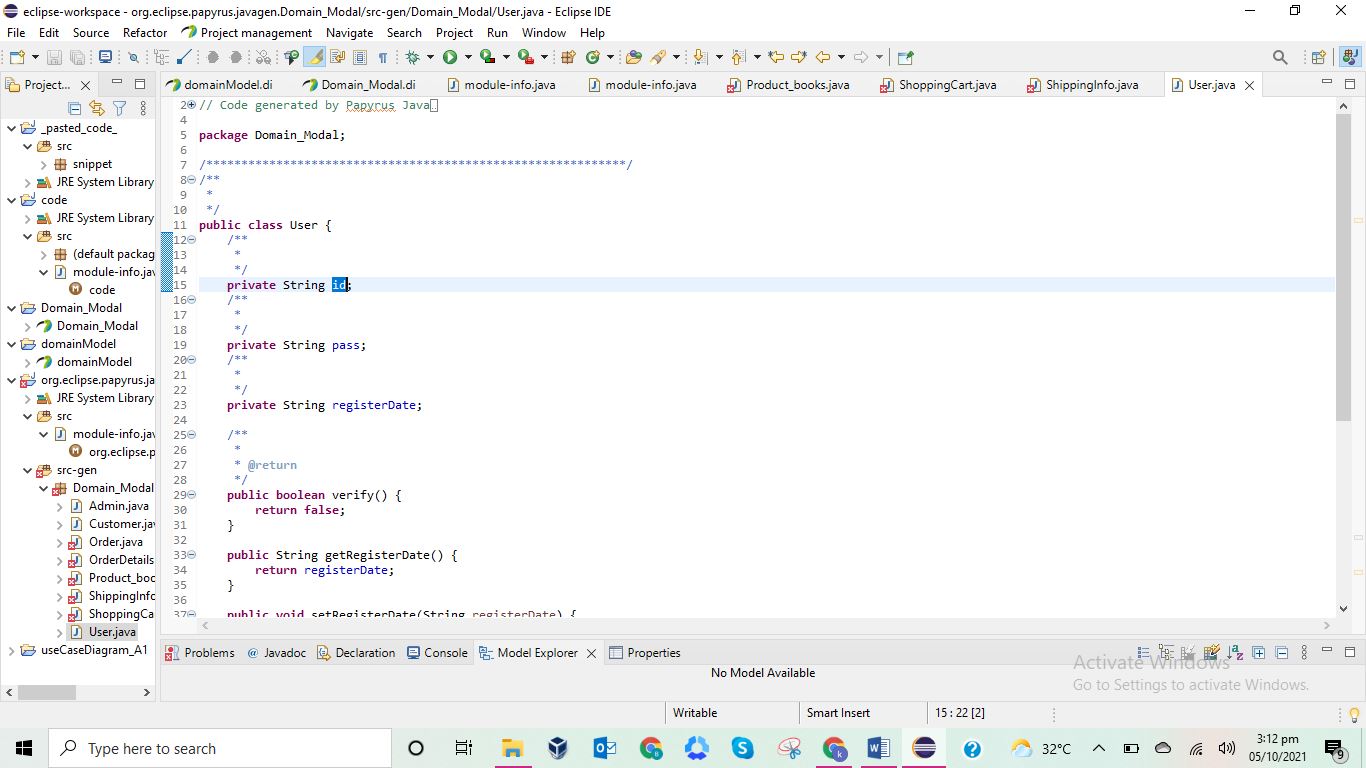 eclipse-workspace - org.eclipse.papyrus.javagen.Domain_Modal/src-gen/Domain_Modal/User.java - Eclipse IDE
File Edit Source Refactor Project management Navigate Search Project Run Window Help
Project...
domainModel.di Domain_Modal.di module-info.java module-info.java Product_books.java ShoppingCart.java ShippingInfo.java User.java
_pasted_code_
src
snippet
JRE System Library
code
JRE System Library
src
(default packag
module-info.jav
code
Domain_Modal
Domain_Modal
domainModel
domainModel
org.eclipse.papyrus.ja
JRE System Library
src
module-info.jav
org.eclipse.p
src-gen
Domain_Modal
Admin.java
Customer.jav
Order.java
OrderDetails
Product_boo
ShippingInfo
ShoppingCa
User.java
useCaseDiagram_A1
2 // Code generated by Papyrus Java
4
5 package Domain_Modal;
6
7 /************************************************************/
8 /**
9  *
10  */
11 public class User {
12     /**
13      *
14      */
15     private String id;
16     /**
17      *
18      */
19     private String pass;
20     /**
21      *
22      */
23     private String registerDate;
24
25     /**
26      *
27      * @return
28      */
29     public boolean verify() {
30         return false;
31     }
32
33     public String getRegisterDate() {
34         return registerDate;
35     }
36
37     public void setRegisterDate(String registerDate) {
Problems @ Javadoc Declaration Console Model Explorer Properties
No Model Available
Activate Windows
Go to Settings to activate Windows.
Writable Smart Insert 15 : 22 [2]
Type here to search
32°C
3:12 pm
05/10/2021
9